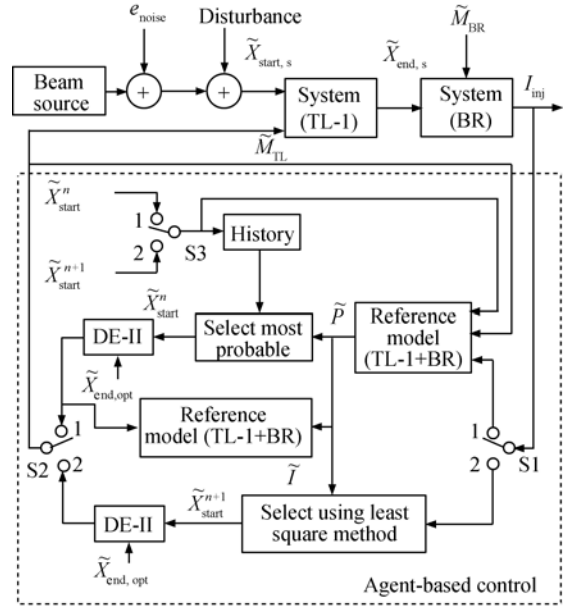 e_noise
Disturbance
X̃_start, s
X̃_end, s
M̃_BR
Beam
source
+
+
System
(TL-1)
System
(BR)
I_inj
M̃_TL
X̃^n_start
1
2
S3
X̃^{n+1}_start
History
X̃^n_start
DE-II
Select most
probable
P̃
Reference
model
(TL-1+BR)
X̃_end,opt
Reference
model (TL-1+BR)
1
2
S2
1
2
S1
Ĩ
X̃^{n+1}_start
DE-II
Select using least
square method
X̃_end, opt
Agent-based control